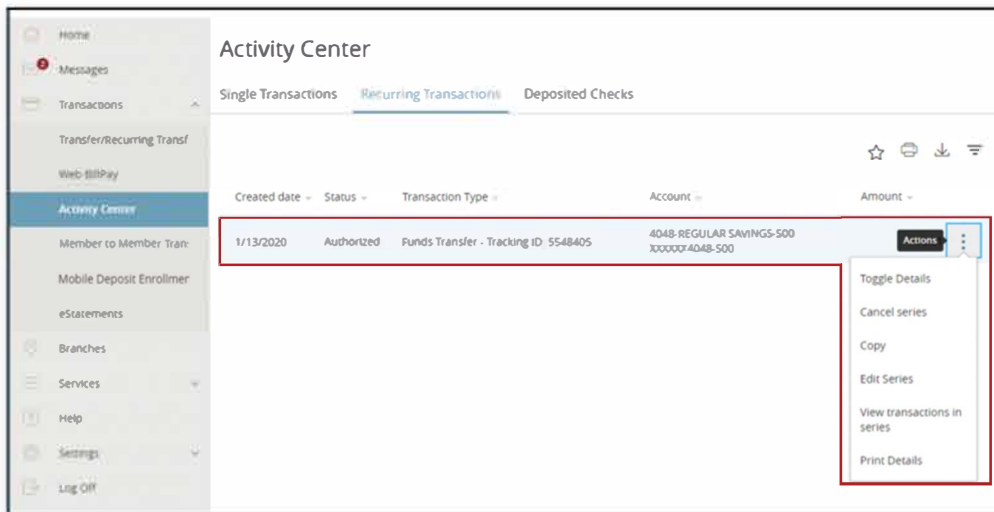 Home
2
Messages
Transactions
Transfer/Recurring Transf
Web BillPay
Activity Center
Member to Member Tran
Mobile Deposit Enrollmer
eStatements
Branches
Services
Help
Settings
Log Off
Activity Center
Single Transactions Recurring Transactions Deposited Checks
Created date Status Transaction Type Account Amount
1/13/2020 Authorized Funds Transfer - Tracking ID 5548405 4048-REGULAR SAVINGS-S00
XXXXXX4048-S00
Actions
Toggle Details
Cancel series
Copy
Edit Series
View transactions in
series
Print Details